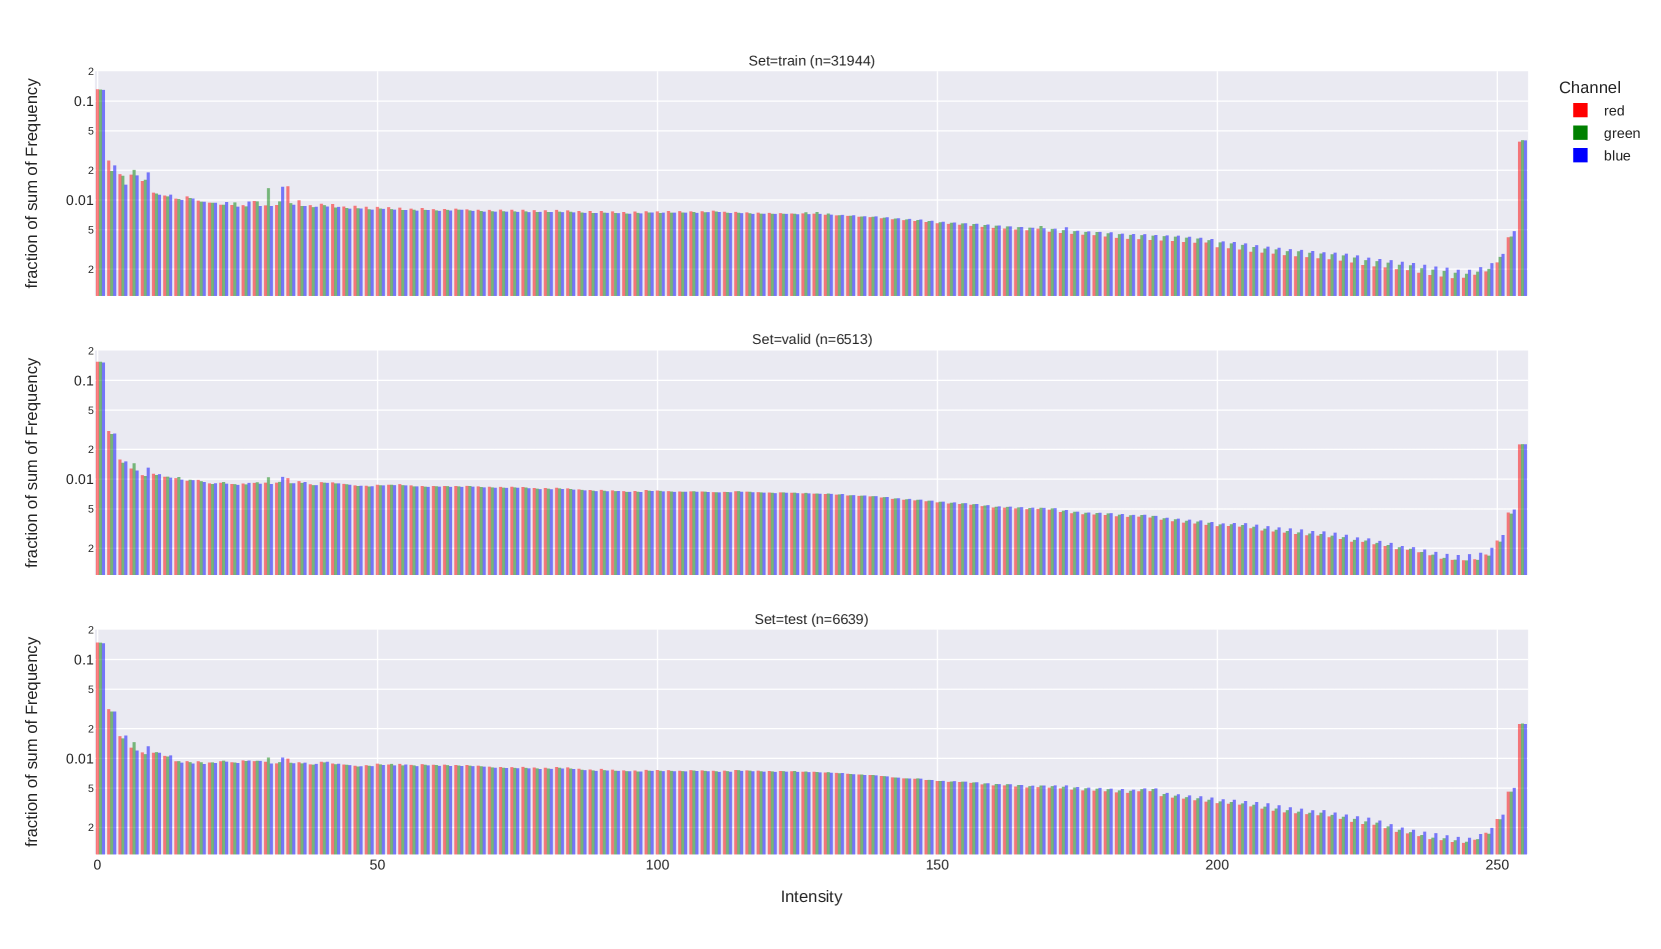 Set=train (n=31944)
fraction of sum of Frequency
2
0.1
5
2
0.01
5
2
Channel
red
green
blue
Set=valid (n=6513)
fraction of sum of Frequency
2
0.1
5
2
0.01
5
2
Set=test (n=6639)
fraction of sum of Frequency
2
0.1
5
2
0.01
5
2
0 50 100 150 200 250
Intensity